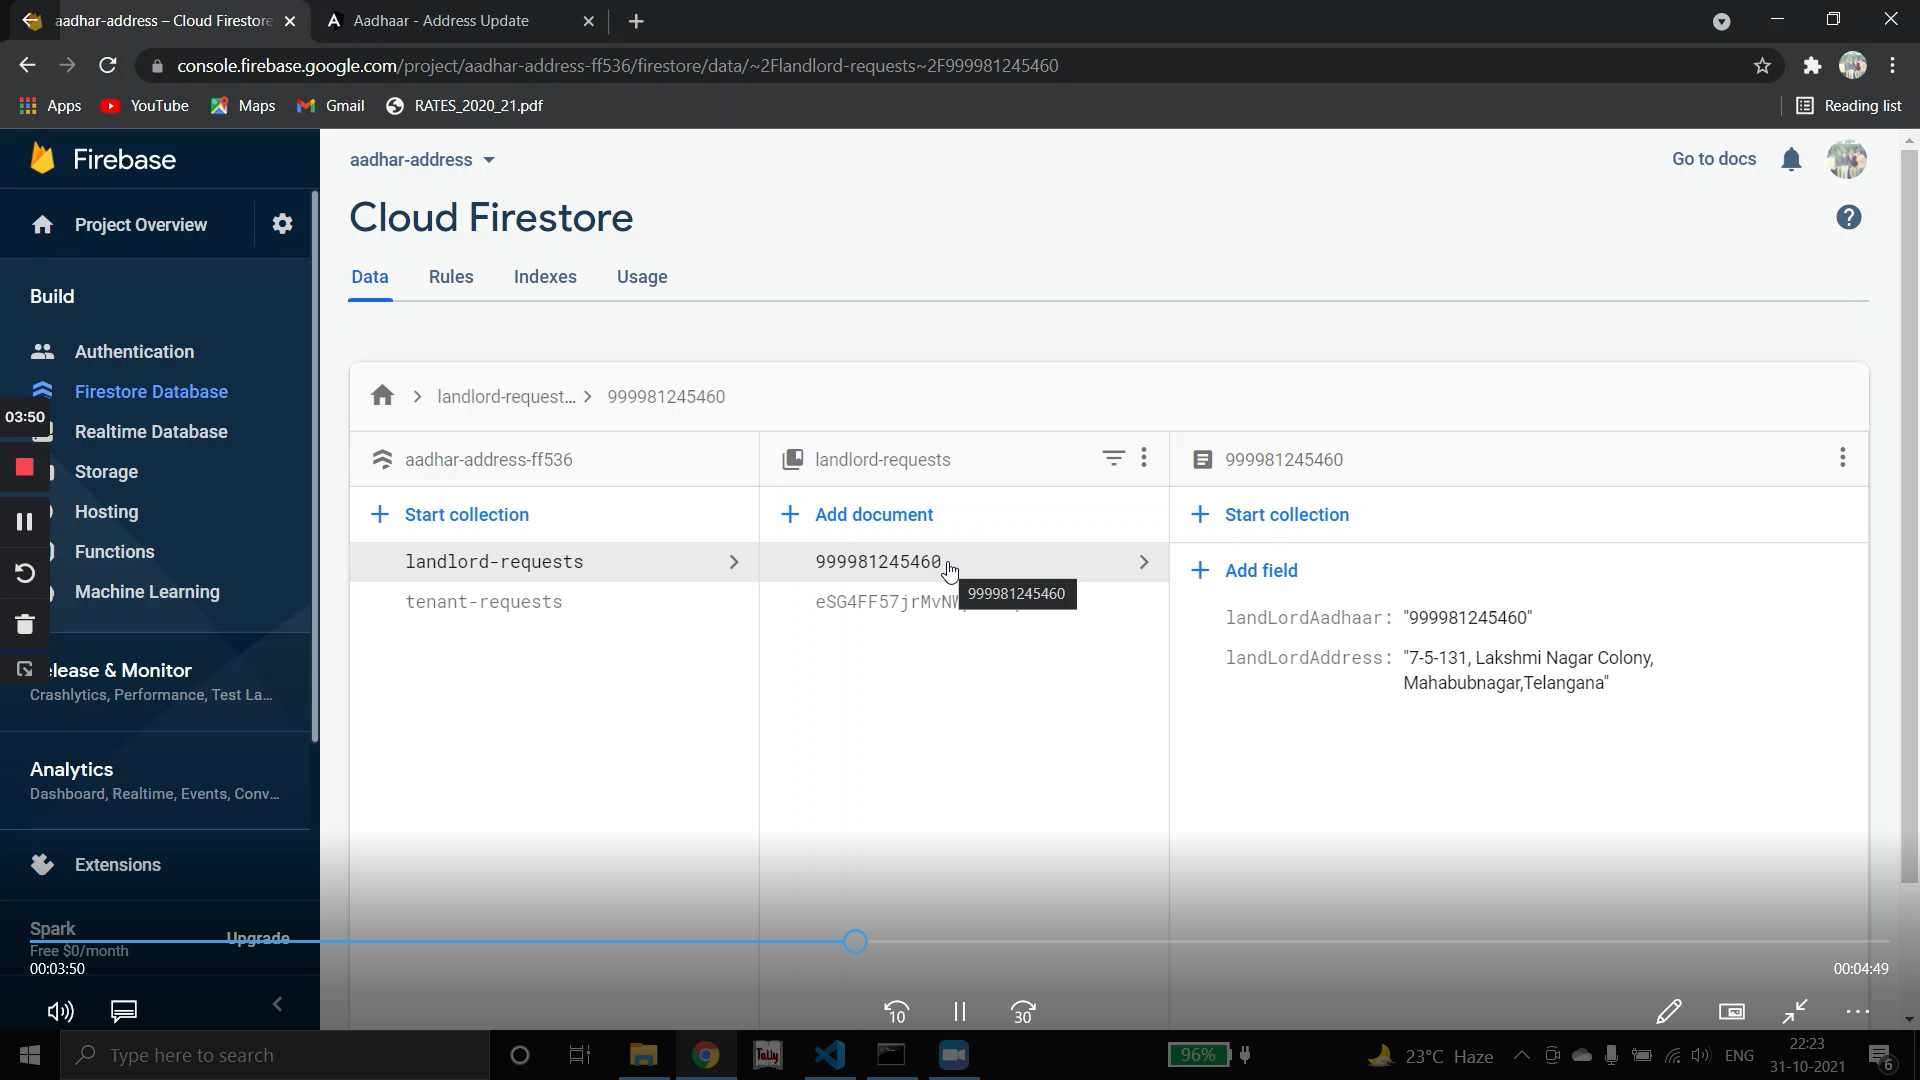 aadhar-address – Cloud Firestore
Aadhaar - Address Update
console.firebase.google.com/project/aadhar-address-ff536/firestore/data/~2Flandlord-requests~2F999981245460
Apps
YouTube
Maps
Gmail
RATES_2020_21.pdf
Reading list
Firebase
aadhar-address
Go to docs
Project Overview
Cloud Firestore
Data
Rules
Indexes
Usage
Build
Authentication
Firestore Database
03:50
Realtime Database
Storage
Hosting
Functions
Machine Learning
lease & Monitor
Crashlytics, Performance, Test La...
Analytics
Dashboard, Realtime, Events, Conv...
Extensions
Spark
Free $0/month
Upgrade
landlord-request...
999981245460
aadhar-address-ff536
landlord-requests
999981245460
Start collection
Add document
Start collection
landlord-requests
tenant-requests
999981245460
eSG4FF57jrMvN
999981245460
Add field
landLordAadhaar: "999981245460"
landLordAddress: "7-5-131, Lakshmi Nagar Colony,
Mahabubnagar,Telangana"
00:03:50
00:04:49
10
30
Type here to search
Tally
96%
23°C Haze
ENG
22:23
31-10-2021
6